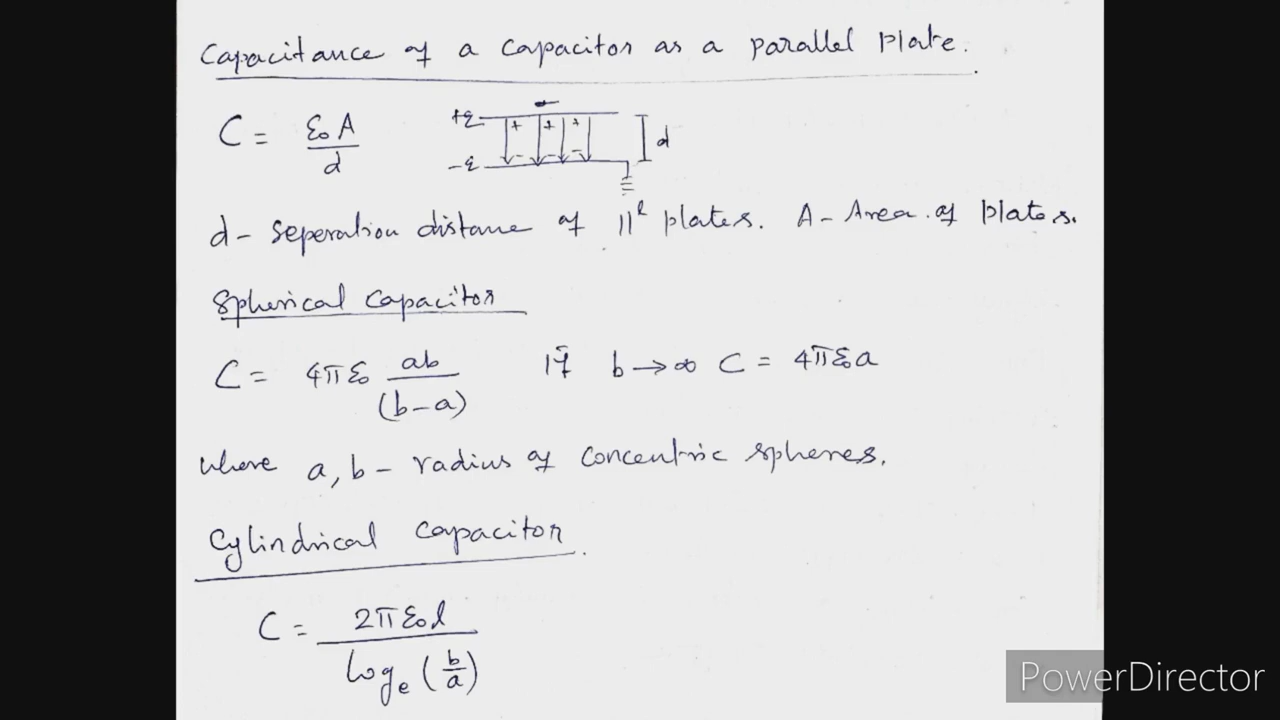 Capacitance of a capacitor as a parallel plate.
C = ε₀A/d
+q + + +
-q - - -
d
d - seperation distance of 11ˡ plates. A - Area of plates.
Spherical Capacitor
C = 4πε₀ ab/(b-a) If b→∞ C = 4πε₀a
where a, b - radius of concentric spheres.
Cylindrical Capacitor.
C = 2πε₀l/logₑ(b/a)
PowerDirector